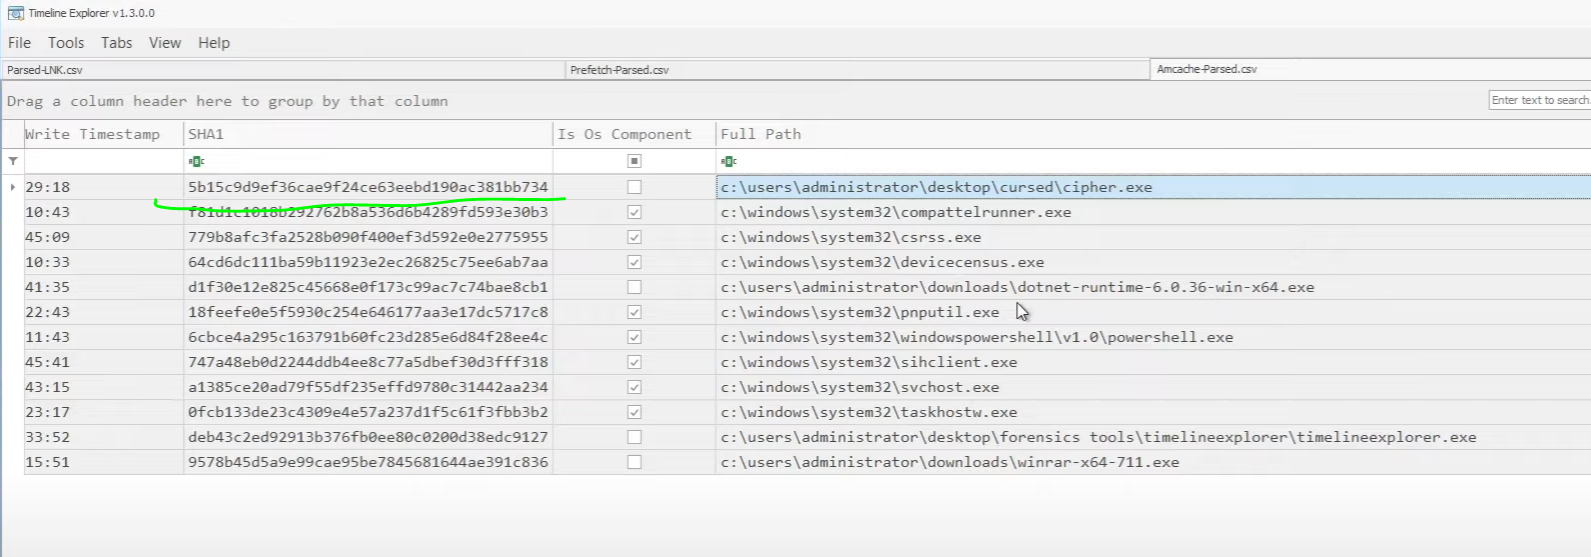 Timeline Explorer v1.3.0.0
File Tools Tabs View Help
Parsed-LNK.csv Prefetch-Parsed.csv Amcache-Parsed.csv
Drag a column header here to group by that column
Enter text to search.
Write Timestamp SHA1 Is Os Component Full Path
29:18 5b15c9d9ef36cae9f24ce63eebd190ac381bb734 c:\users\administrator\desktop\cursed\cipher.exe
10:43 f81d1c1018b292762b8a536d6b4289fd593e30b3 c:\windows\system32\compattelrunner.exe
45:09 779b8afc3fa2528b090f400ef3d592e0e2775955 c:\windows\system32\csrss.exe
10:33 64cd6dc111ba59b11923e2ec26825c75ee6ab7aa c:\windows\system32\devicecensus.exe
41:35 d1f30e12e825c45668e0f173c99ac7c74bae8cb1 c:\users\administrator\downloads\dotnet-runtime-6.0.36-win-x64.exe
22:43 18feefe0e5f5930c254e646177aa3e17dc5717c8 c:\windows\system32\pnputil.exe
11:43 6cbce4a295c163791b60fc23d285e6d84f28ee4c c:\windows\system32\windowspowershell\v1.0\powershell.exe
45:41 747a48eb0d2244ddb4ee8c77a5dbef30d3fff318 c:\windows\system32\sihclient.exe
43:15 a1385ce20ad79f55df235effd9780c31442aa234 c:\windows\system32\svchost.exe
23:17 0fcb133de23c4309e4e57a237d1f5c61f3fbb3b2 c:\windows\system32\taskhostw.exe
33:52 deb43c2ed92913b376fb0ee80c0200d38edc9127 c:\users\administrator\desktop\forensics tools\timelineexplorer\timelineexplorer.exe
15:51 9578b45d5a9e99cae95be7845681644ae391c836 c:\users\administrator\downloads\winrar-x64-711.exe